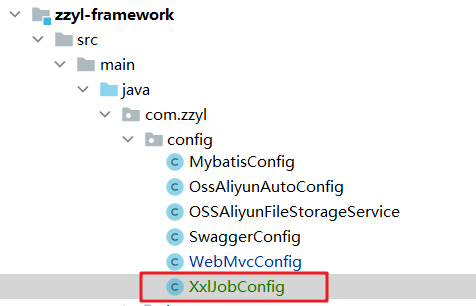 zzyl-framework
src
main
java
com.zzyl
config
MybatisConfig
OssAliyunAutoConfig
OSSAliyunFileStorageService
SwaggerConfig
WebMvcConfig
XxlJobConfig